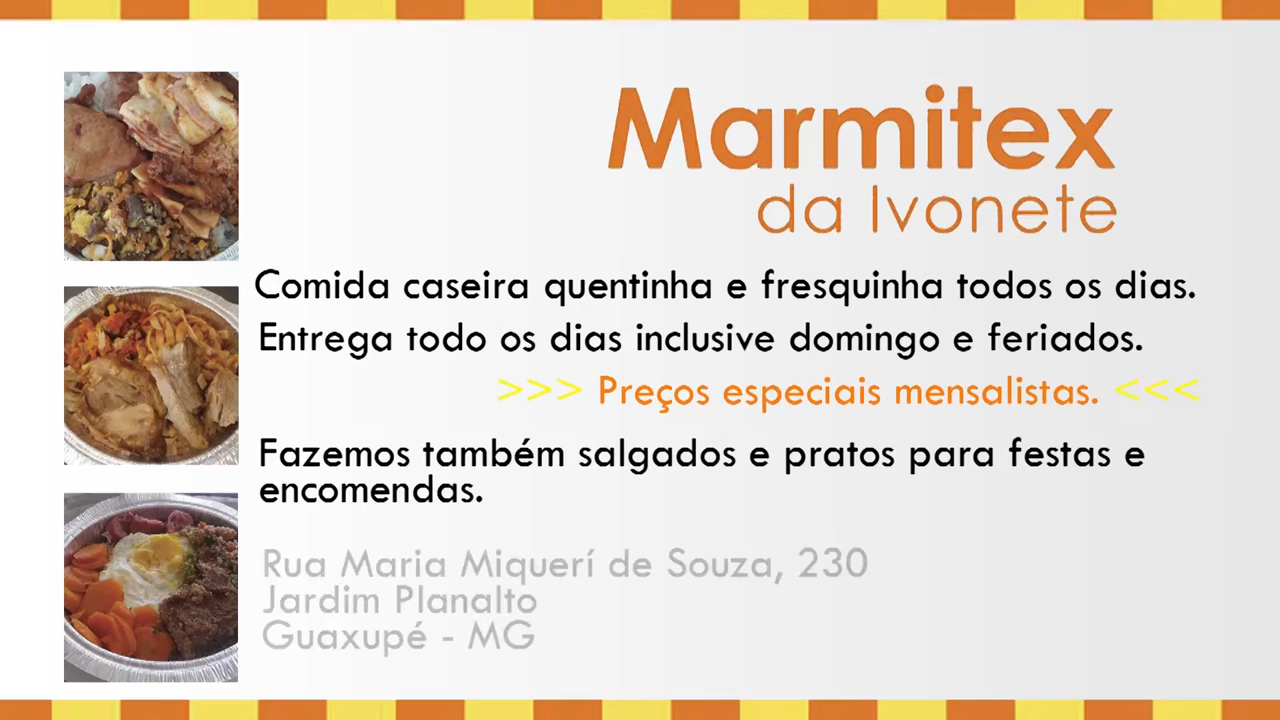 Marmitex
da Ivonete
Comida caseira quentinha e fresquinha todos os dias.
Entrega todo os dias inclusive domingo e feriados.
>>> Preços especiais mensalistas. <<<
Fazemos também salgados e pratos para festas e
encomendas.
Rua Maria Miquerí de Souza, 230
Jardim Planalto
Guaxupé - MG